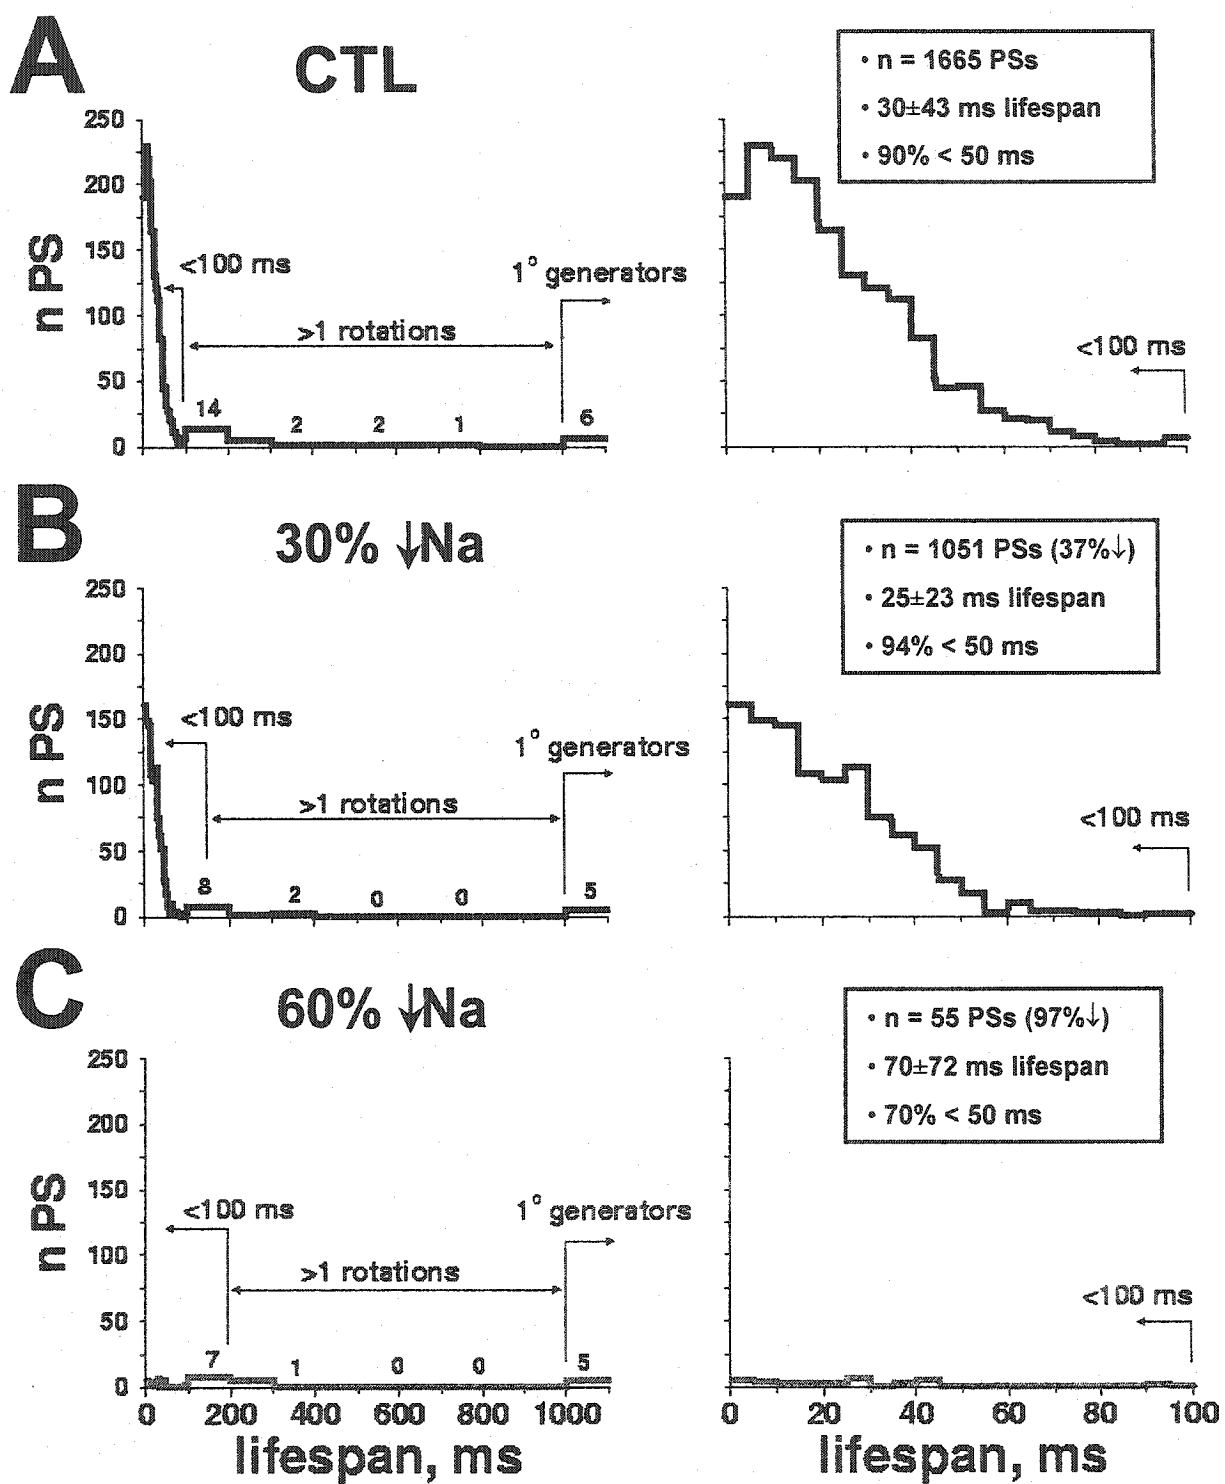 A
CTL
• n = 1665 PSs
• 30±43 ms lifespan
• 90% < 50 ms
n PS
250
200
150
100
50
0
<100 ms
>1 rotations
1° generators
14
2
2
1
6
<100 ms
B
30% ↓Na
• n = 1051 PSs (37%↓)
• 25±23 ms lifespan
• 94% < 50 ms
n PS
250
200
150
100
50
0
<100 ms
>1 rotations
1° generators
8
2
0
0
5
<100 ms
C
60% ↓Na
• n = 55 PSs (97%↓)
• 70±72 ms lifespan
• 70% < 50 ms
n PS
250
200
150
100
50
0
<100 ms
>1 rotations
1° generators
7
1
0
0
5
<100 ms
0 200 400 600 800 1000
lifespan, ms
0 20 40 60 80 100
lifespan, ms